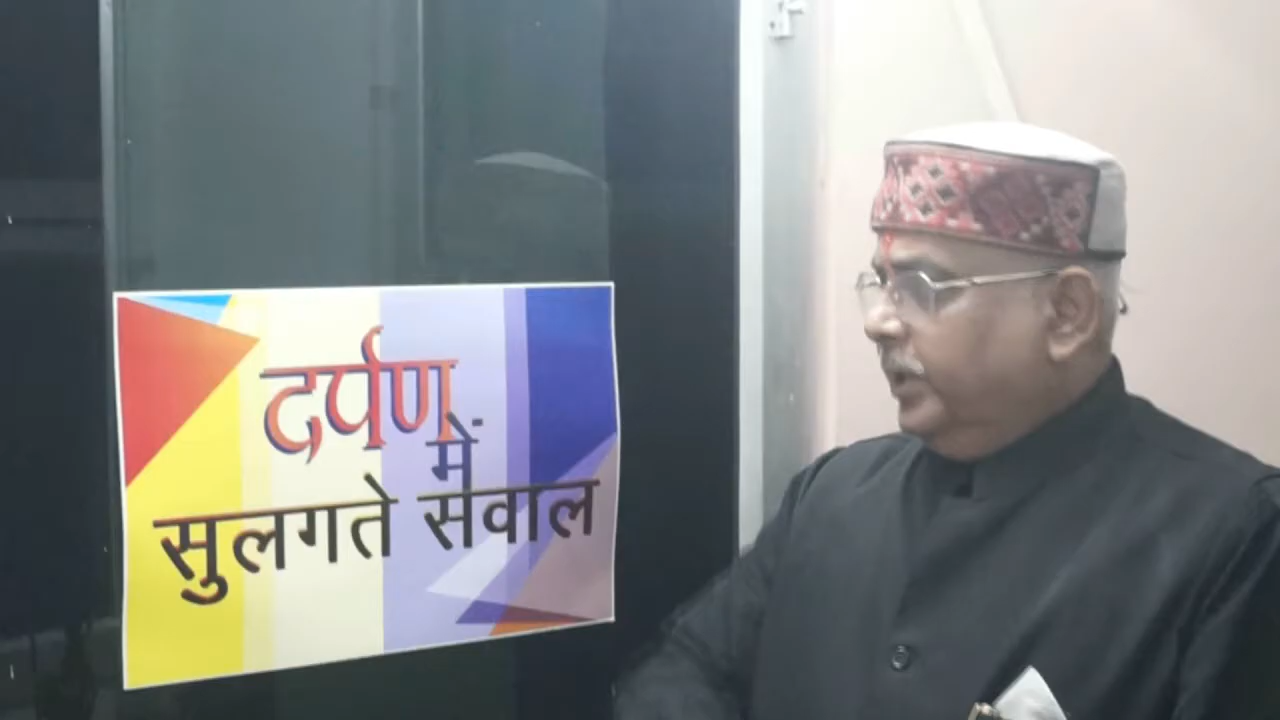 दर्पण
में
सुलगते सवाल